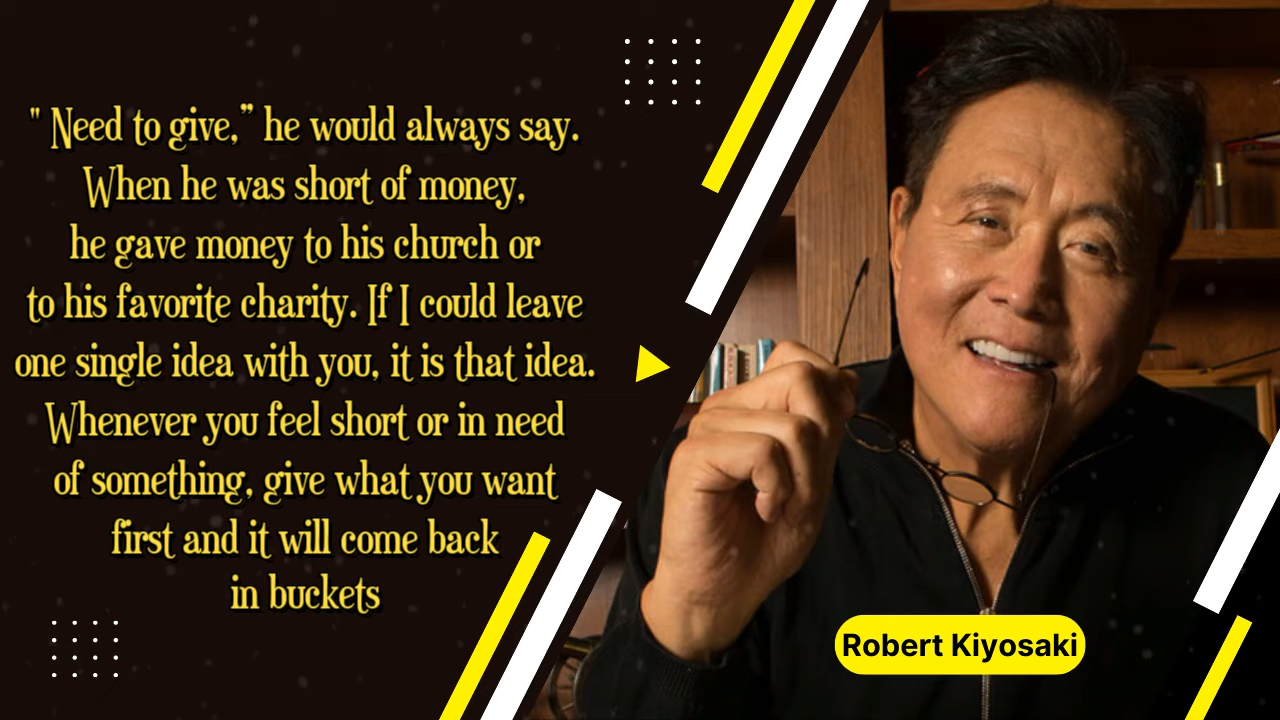 " Need to give,” he would always say.
When he was short of money,
he gave money to his church or
to his favorite charity. If I could leave
one single idea with you, it is that idea.
Whenever you feel short or in need
of something, give what you want
first and it will come back
in buckets
Robert Kiyosaki